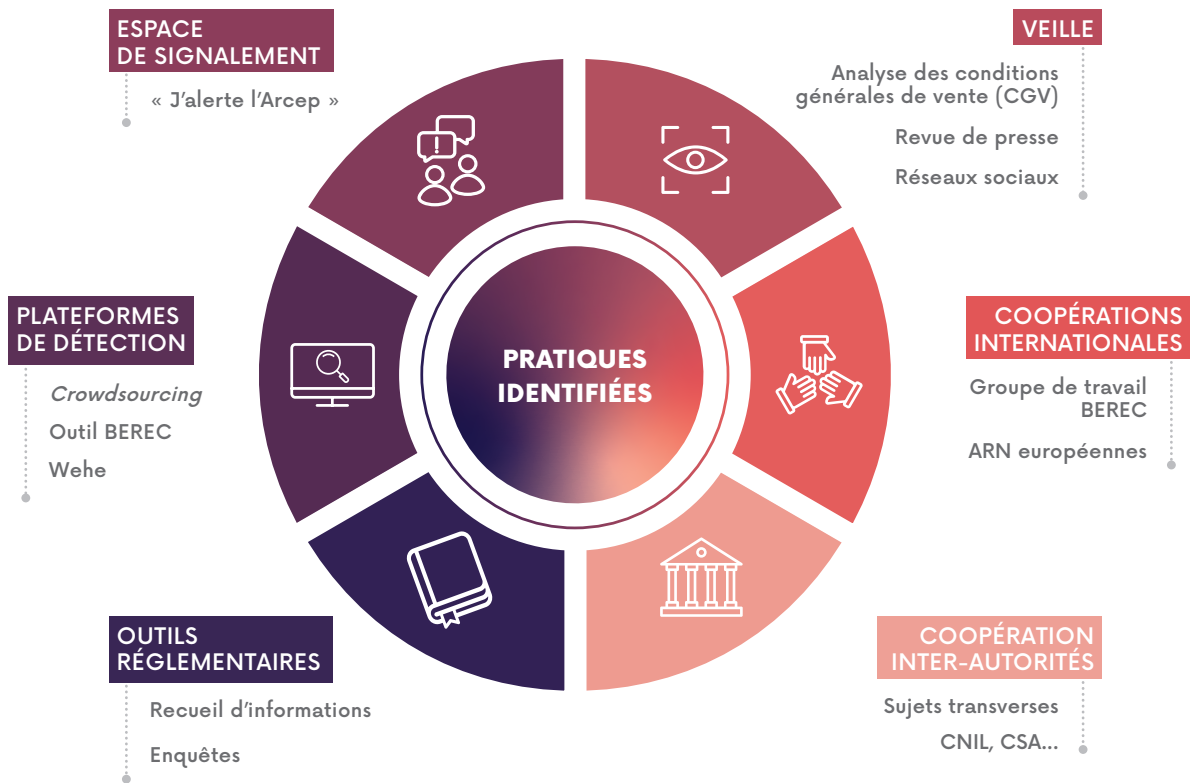 ESPACE
DE SIGNALEMENT
« J’alerte l’Arcep »
VEILLE
Analyse des conditions
générales de vente (CGV)
Revue de presse
Réseaux sociaux
PLATEFORMES
DE DÉTECTION
Crowdsourcing
Outil BEREC
Wehe
PRATIQUES
IDENTIFIÉES
COOPÉRATIONS
INTERNATIONALES
Groupe de travail
BEREC
ARN européennes
OUTILS
RÉGLEMENTAIRES
Recueil d’informations
Enquêtes
COOPÉRATION
INTER-AUTORITÉS
Sujets transverses
CNIL, CSA...